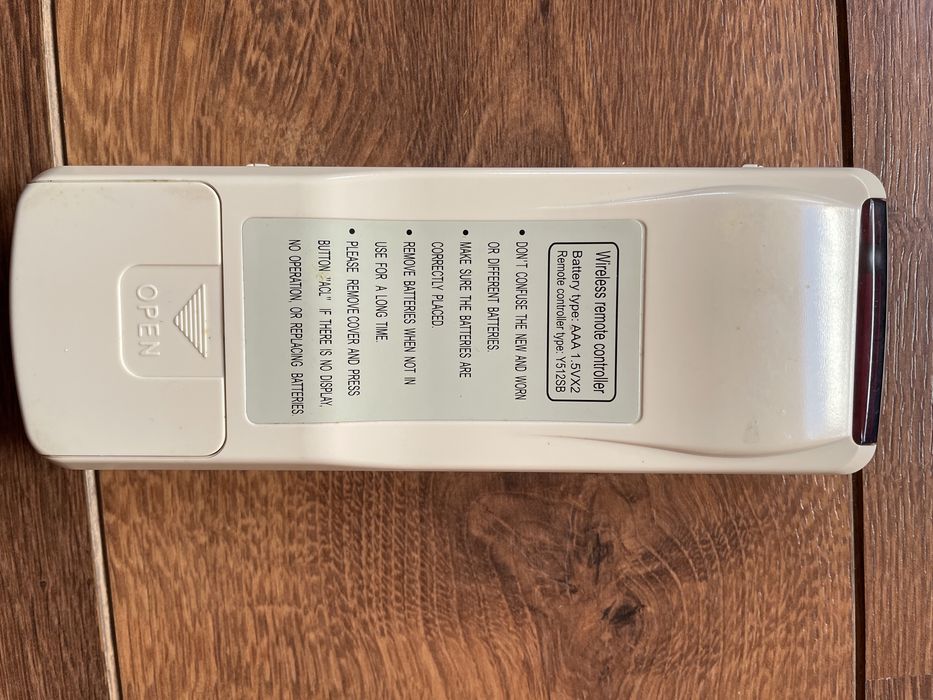 Wireless remote controller
Battery type: AAA 1.5VX2
Remote controller type: Y512SB
• DON'T CONFUSE THE NEW AND WORN
OR DIFFERENT BATTERIES.
• MAKE SURE THE BATTERIES ARE
CORRECTLY PLACED.
• REMOVE BATTERIES WHEN NOT IN
USE FOR A LONG TIME.
• PLEASE REMOVE COVER AND PRESS
BUTTON "ACL" IF THERE IS NO DISPLAY,
NO OPERATION, OR REPLACING BATTERIES.
OPEN